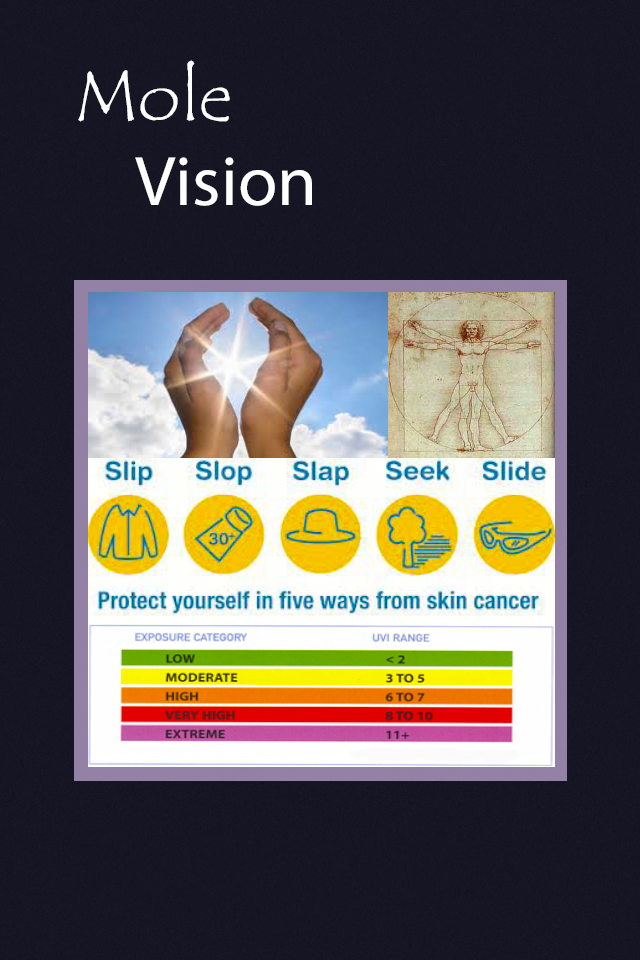 Mole
Vision
Slip Slop Slap Seek Slide
30+
Protect yourself in five ways from skin cancer
EXPOSURE CATEGORY UVI RANGE
LOW < 2
MODERATE 3 TO 5
HIGH 6 TO 7
VERY HIGH 8 TO 10
EXTREME 11+